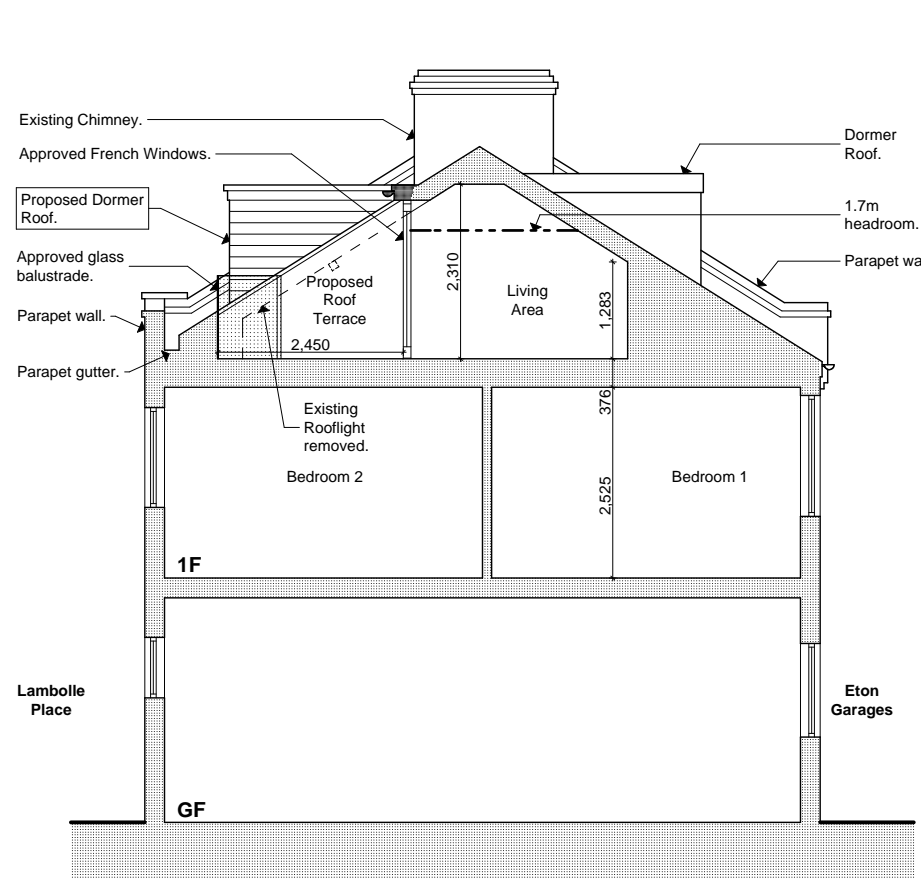 Existing Chimney.
Approved French Windows.
Dormer
Roof.
Proposed Dormer
Roof.
1.7m
headroom.
Approved glass
balustrade.
Parapet wa
Proposed
Roof
Terrace
2,310
Living
Area
1,283
Parapet wall.
2,450
Parapet gutter.
376
Existing
Rooflight
removed.
Bedroom 2
Bedroom 1
2,525
1F
Lambolle
Place
Eton
Garages
GF